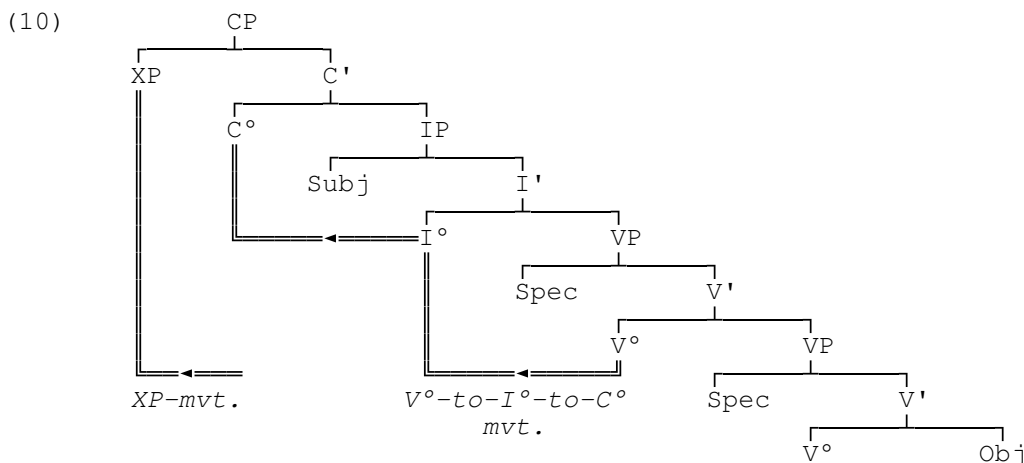 (10) CP
XP C'
C° IP
Subj I'
I° VP
Spec V'
V° VP
XP-mvt. V°-to-I°-to-C° Spec V'
mvt.
V° Obj